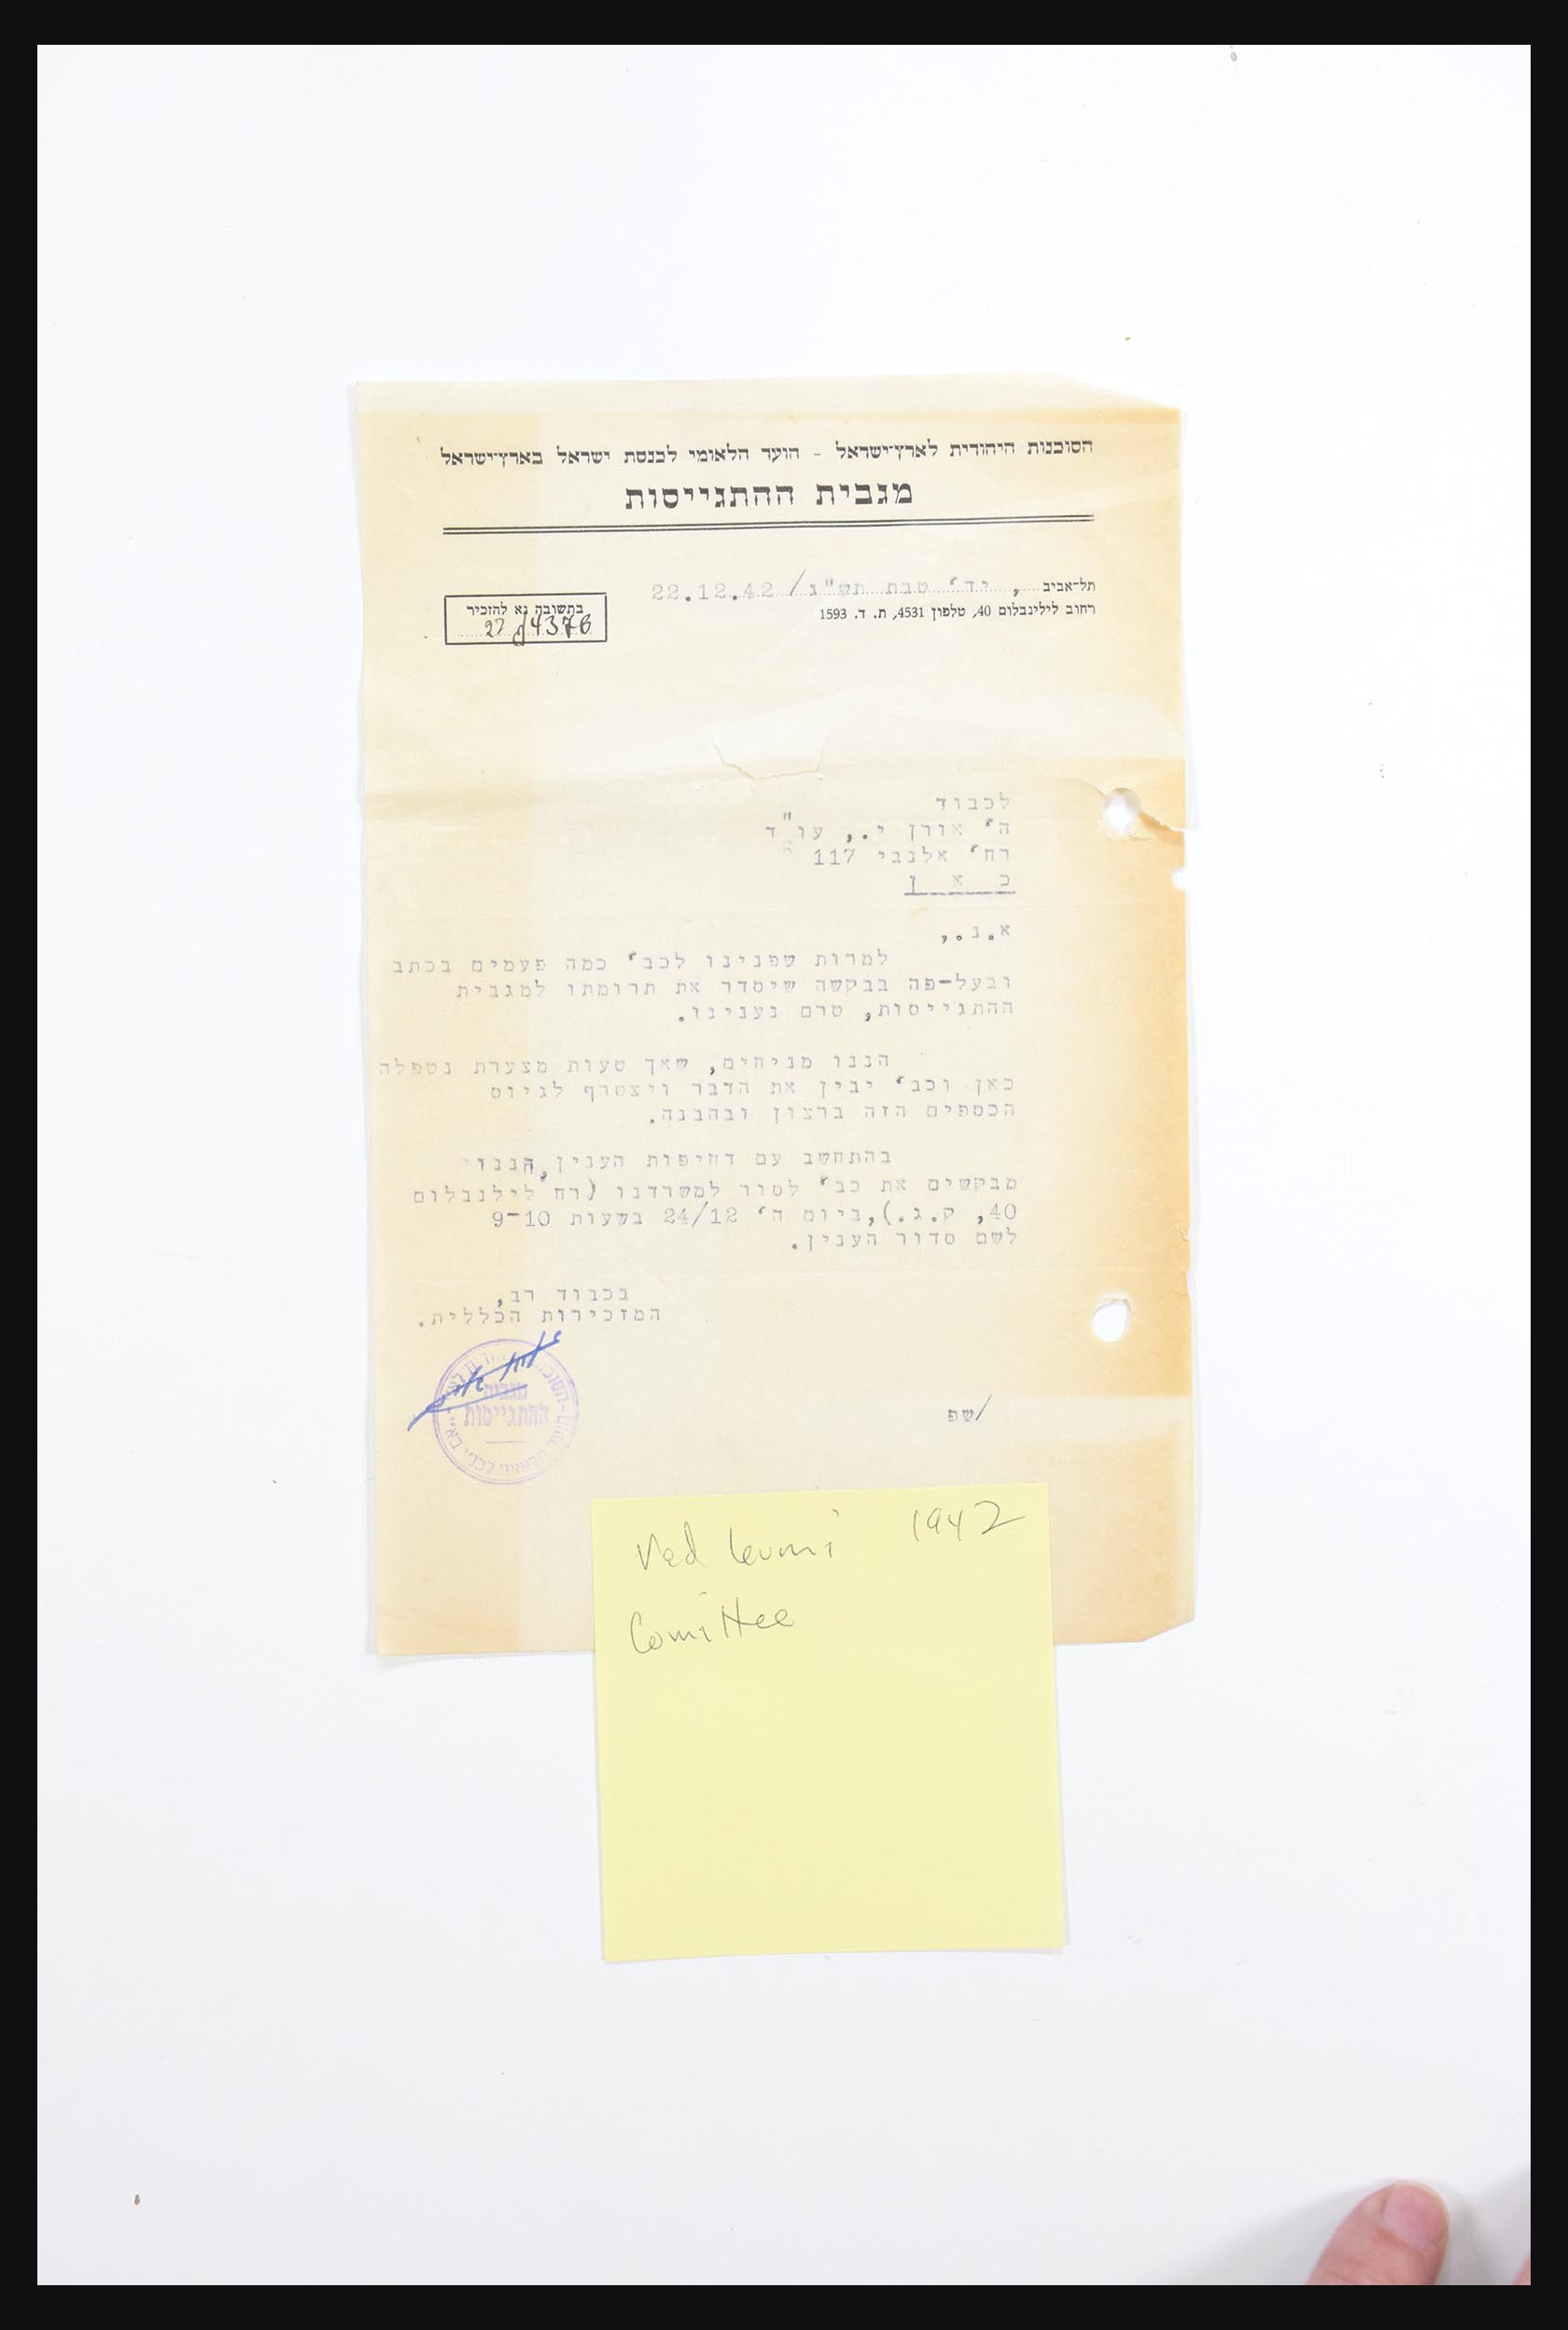 הסוכנות היהודית לארץ־ישראל - הועד הלאומי לכנסת ישראל בארץ־ישראל
מגבית ההתגייסות
תל־אביב, יד' טבת תש"ג/ 22.12.42
רחוב לילינבלום 40, טלפון 4531, ת. ד. 1593
בתשובה נא להזכיר
לכבוד
ה' אורן י., עו"ד
רח' אלנבי 117
כ א ן
א.נ.,
למרות שפנינו לכב' כמה פעמים בכתב
ובעל-פה בבקשה שיסדר את תרומתו למגבית
ההתגייסות, טרם נענינו.
הננו מניחים, שאך טעות מצערת נטפלה
כאן וכב' יבין את הדבר ויצטרף לגיוס
הכספים הזה ברצון ובהבנה.
בהתחשב עם דחיפות הענין, הננו
מבקשים את כב' לסור למשרדנו (רח' לילנבלום
40, ק.ג.), ביום ה' 24/12 בשעות 9-10
לשם סדור הענין.
בכבוד רב,
המזכירות הכללית.
מגבית
ההתגייסות
/שפ
Vad leumi 1942
Comittee